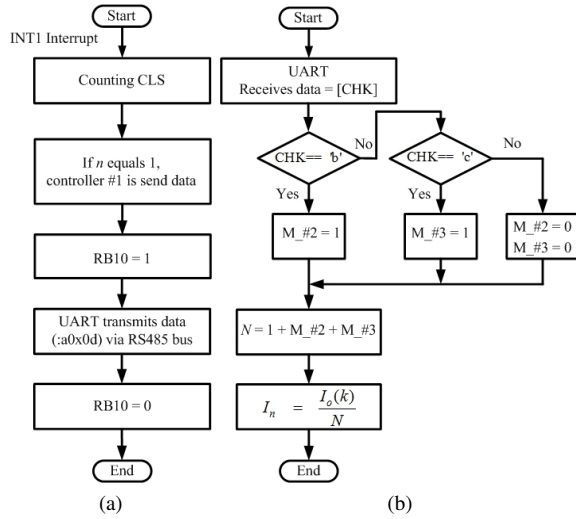 Start
INT1 Interrupt
Counting CLS
If n equals 1,
controller #1 is send data
RB10 = 1
UART transmits data
(:a0x0d) via RS485 bus
RB10 = 0
End
(a)
Start
UART
Receives data = [CHK]
CHK== 'b'
No
Yes
CHK== 'c'
No
Yes
M_#2 = 1
M_#3 = 1
M_#2 = 0
M_#3 = 0
N = 1 + M_#2 + M_#3
I_n = I_o(k) / N
End
(b)